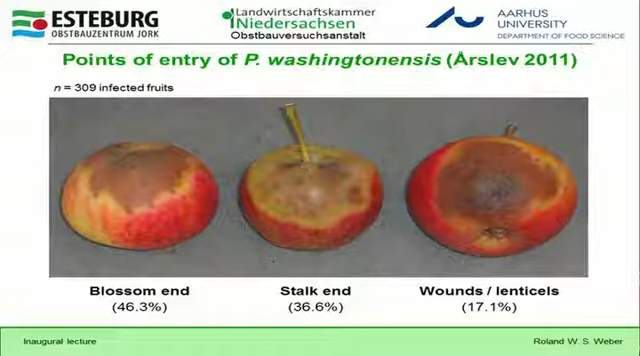 ESTEBURG
OBSTBAUZENTRUM JORK
Landwirtschaftskammer
Niedersachsen
Obstbauversuchsanstalt
AARHUS
UNIVERSITY
DEPARTMENT OF FOOD SCIENCE
Points of entry of P. washingtonensis (Årslev 2011)
n = 309 infected fruits
Blossom end
(46.3%)
Stalk end
(36.6%)
Wounds / lenticels
(17.1%)
Inaugural lecture
Roland W. S. Weber